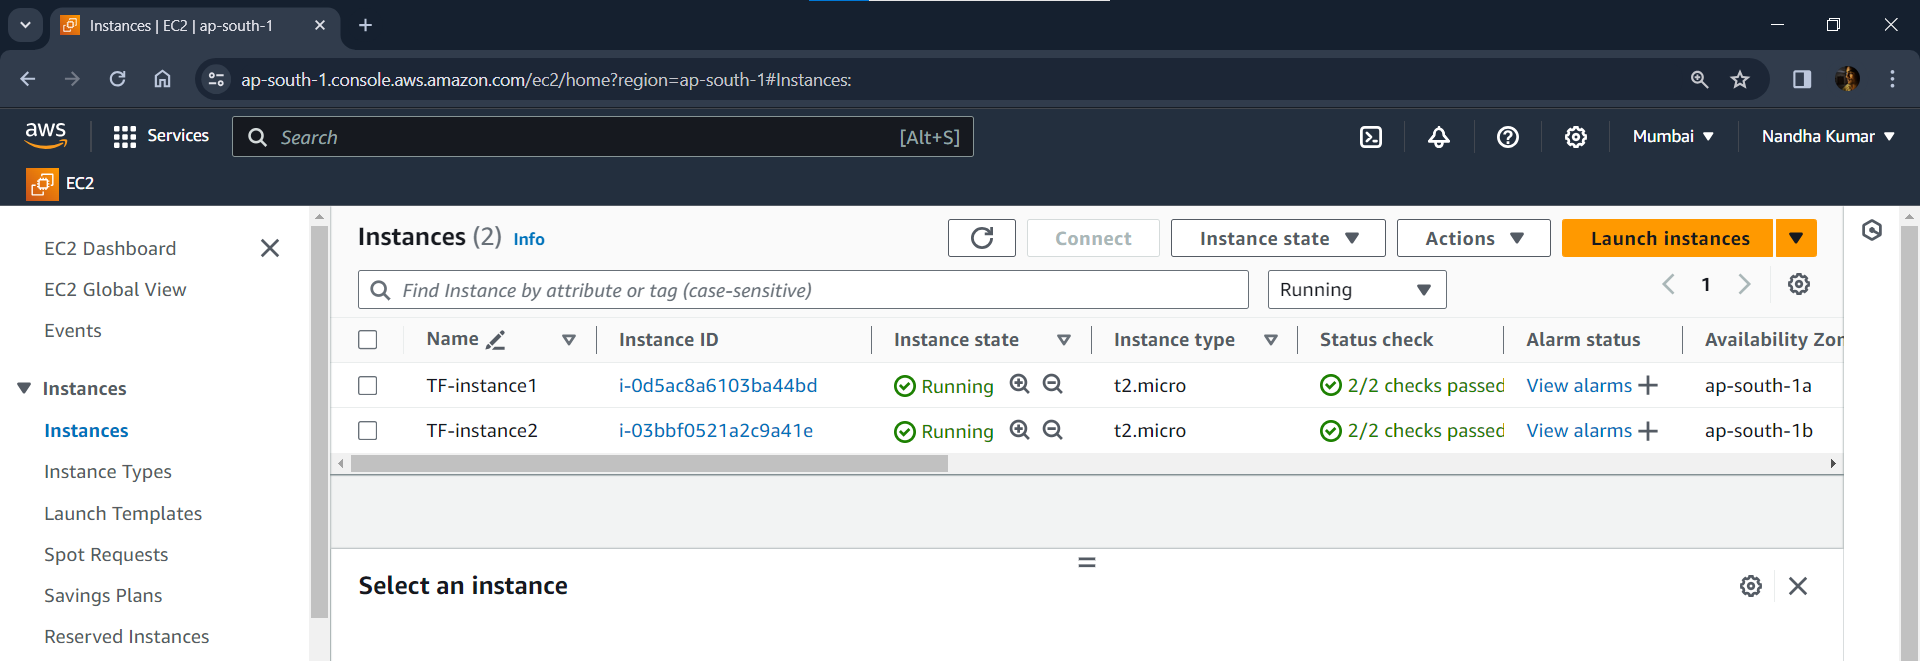 Instances | EC2 | ap-south-1
ap-south-1.console.aws.amazon.com/ec2/home?region=ap-south-1#Instances:
aws Services Search [Alt+S] Mumbai Nandha Kumar
EC2
EC2 Dashboard
EC2 Global View
Events
Instances
Instances
Instance Types
Launch Templates
Spot Requests
Savings Plans
Reserved Instances
Instances (2) Info Connect Instance state Actions Launch instances
Find Instance by attribute or tag (case-sensitive) Running 1
Name Instance ID Instance state Instance type Status check Alarm status Availability Zor
TF-instance1 i-0d5ac8a6103ba44bd Running t2.micro 2/2 checks passed View alarms ap-south-1a
TF-instance2 i-03bbf0521a2c9a41e Running t2.micro 2/2 checks passed View alarms ap-south-1b
Select an instance